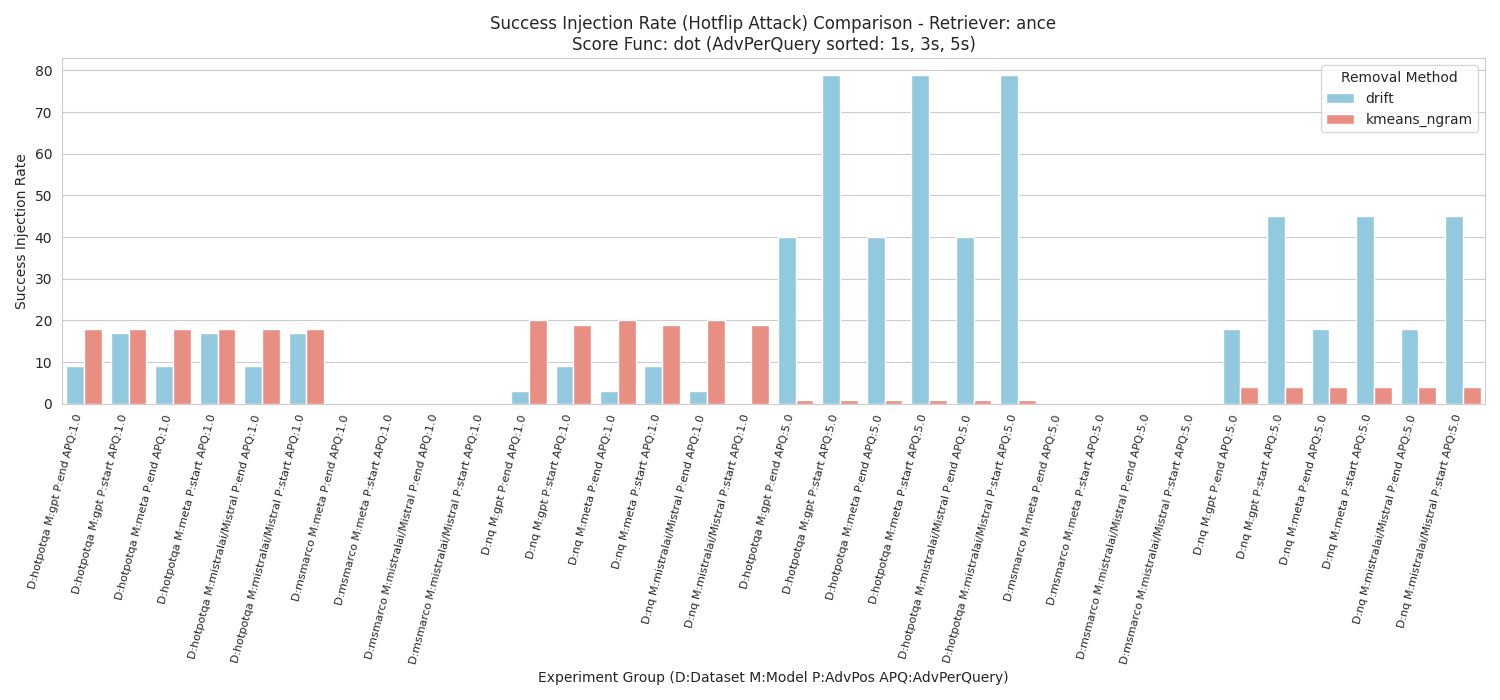 Success Injection Rate (Hotflip Attack) Comparison - Retriever: ance
Score Func: dot (AdvPerQuery sorted: 1s, 3s, 5s)
Removal Method
drift
kmeans_ngram
Success Injection Rate
80
70
60
50
40
30
20
10
0
D:hotpotqa M:gpt P:end APQ:1.0
D:hotpotqa M:gpt P:start APQ:1.0
D:hotpotqa M:meta P:end APQ:1.0
D:hotpotqa M:meta P:start APQ:1.0
D:hotpotqa M:mistralai/Mistral P:end APQ:1.0
D:hotpotqa M:mistralai/Mistral P:start APQ:1.0
D:msmarco M:meta P:end APQ:1.0
D:msmarco M:meta P:start APQ:1.0
D:msmarco M:mistralai/Mistral P:end APQ:1.0
D:msmarco M:mistralai/Mistral P:start APQ:1.0
D:nq M:gpt P:end APQ:1.0
D:nq M:gpt P:start APQ:1.0
D:nq M:meta P:end APQ:1.0
D:nq M:meta P:start APQ:1.0
D:nq M:mistralai/Mistral P:end APQ:1.0
D:nq M:mistralai/Mistral P:start APQ:1.0
D:hotpotqa M:gpt P:end APQ:5.0
D:hotpotqa M:gpt P:start APQ:5.0
D:hotpotqa M:meta P:end APQ:5.0
D:hotpotqa M:meta P:start APQ:5.0
D:hotpotqa M:mistralai/Mistral P:end APQ:5.0
D:hotpotqa M:mistralai/Mistral P:start APQ:5.0
D:msmarco M:meta P:end APQ:5.0
D:msmarco M:meta P:start APQ:5.0
D:msmarco M:mistralai/Mistral P:end APQ:5.0
D:msmarco M:mistralai/Mistral P:start APQ:5.0
D:nq M:gpt P:end APQ:5.0
D:nq M:gpt P:start APQ:5.0
D:nq M:meta P:end APQ:5.0
D:nq M:meta P:start APQ:5.0
D:nq M:mistralai/Mistral P:end APQ:5.0
D:nq M:mistralai/Mistral P:start APQ:5.0
Experiment Group (D:Dataset M:Model P:AdvPos APQ:AdvPerQuery)